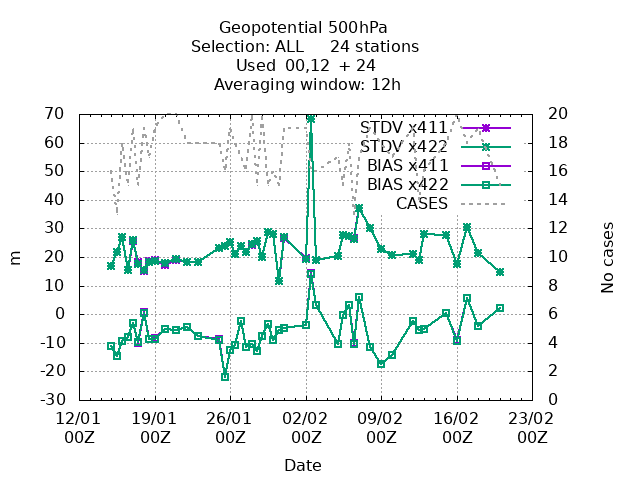 Geopotential 500hPa
Selection: ALL 24 stations
Used 00,12 + 24
Averaging window: 12h
70 20
STDV x411
60 18
STDV x422
50 16
BIAS x411
BIAS x422
40 14
CASES
30 12
20 10
10 8
0 6
-10 4
-20 2
-30 0
m
No cases
12/01 19/01 26/01 02/02 09/02 16/02 23/02
00Z 00Z 00Z 00Z 00Z 00Z 00Z
Date